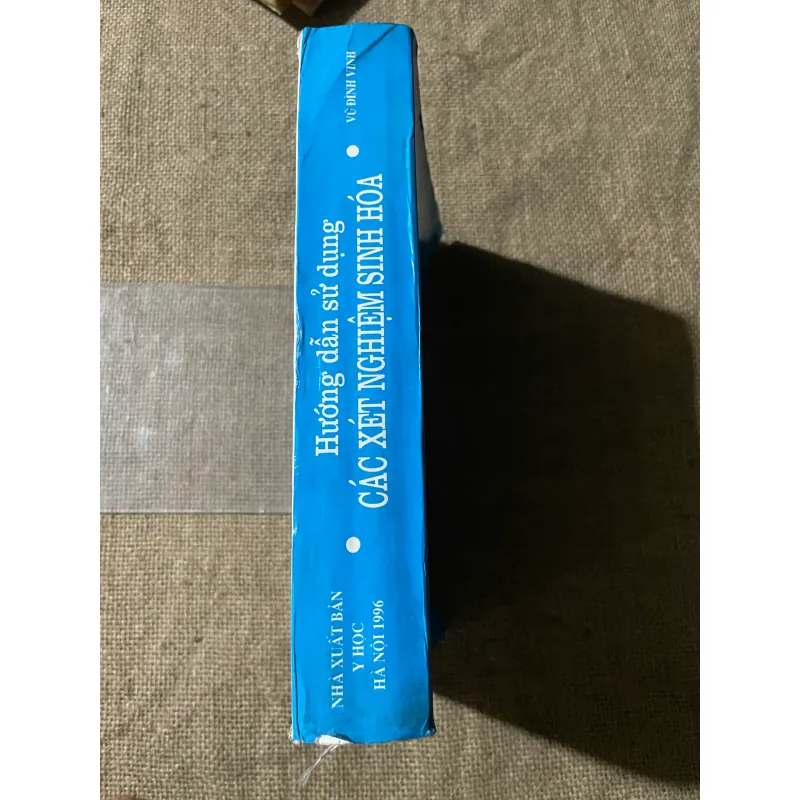 VŨ ĐÌNH VINH
Hướng dẫn sử dụng
CÁC XÉT NGHIỆM SINH HÓA
NHÀ XUẤT BẢN
Y HỌC
HÀ NỘI 1996